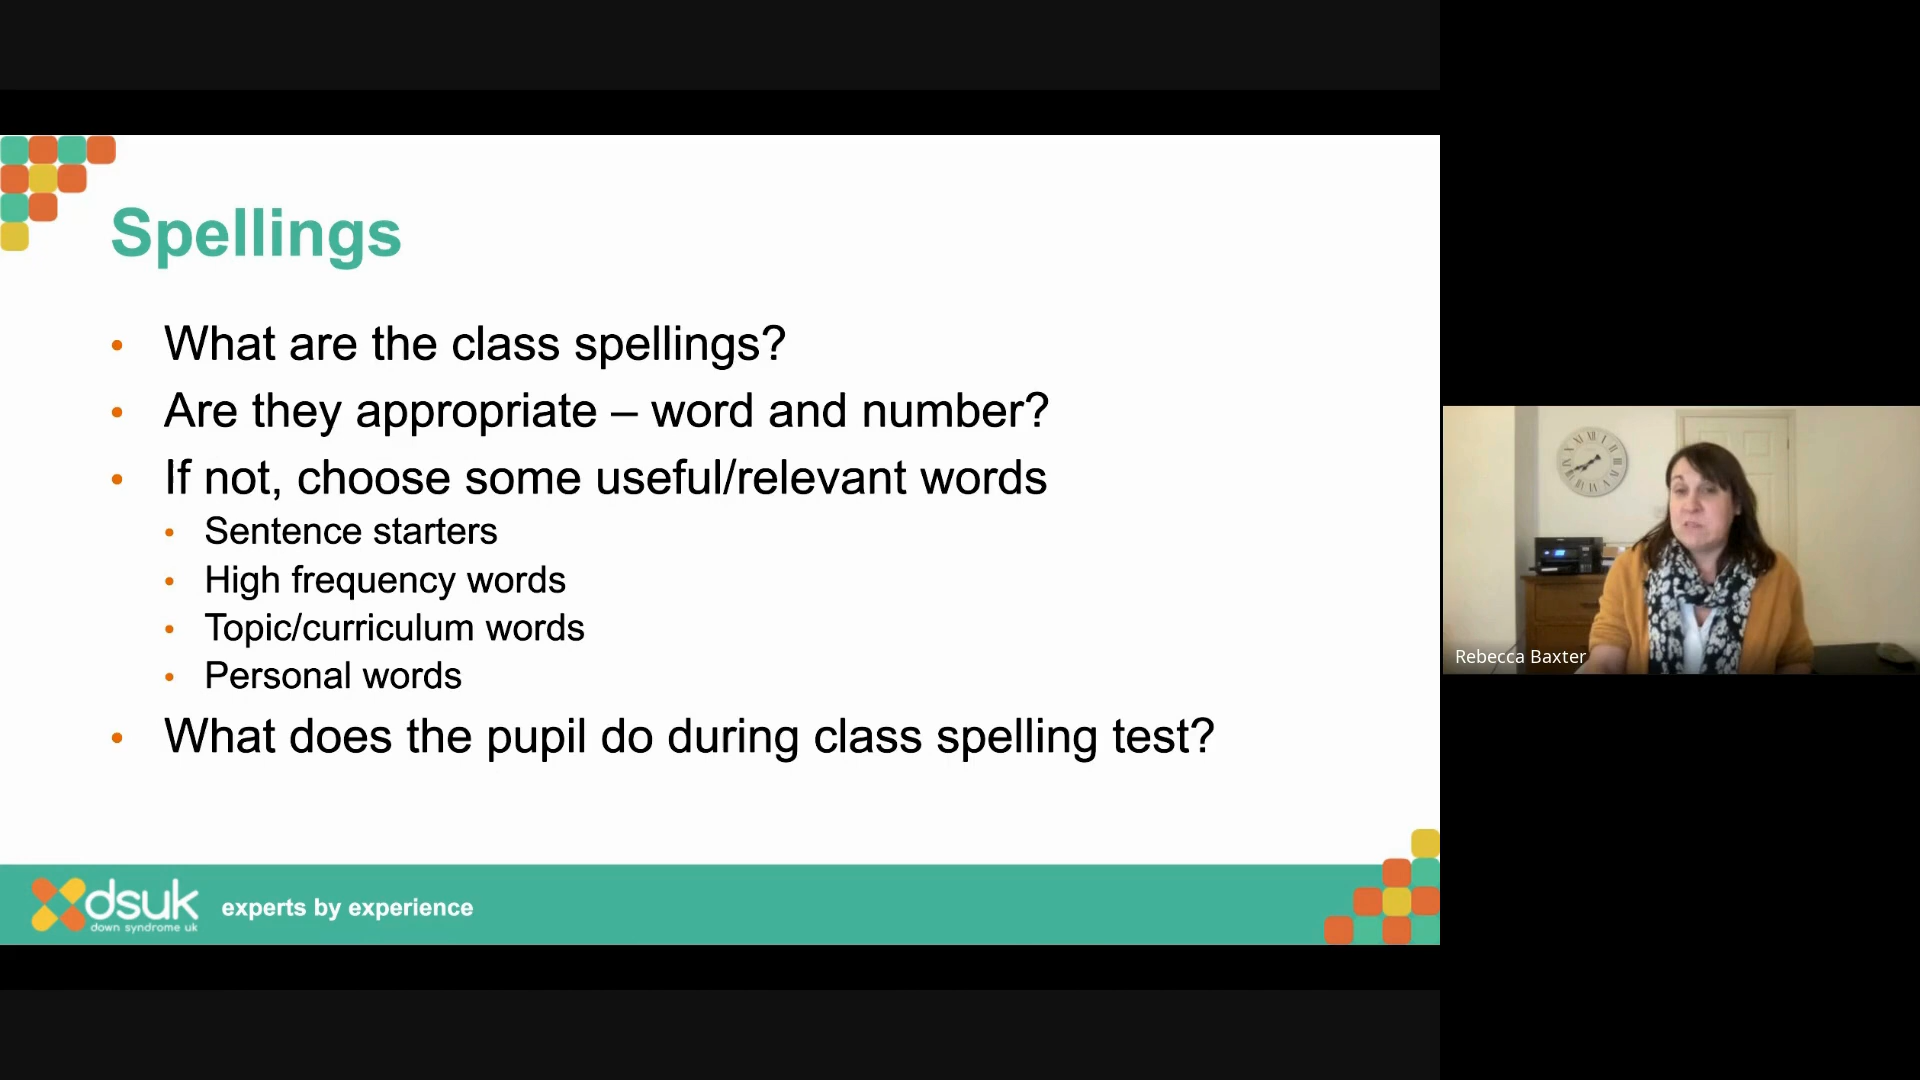 Spellings
• What are the class spellings?
• Are they appropriate – word and number?
• If not, choose some useful/relevant words
• Sentence starters
• High frequency words
• Topic/curriculum words
• Personal words
• What does the pupil do during class spelling test?
dsuk
down syndrome uk
experts by experience
Rebecca Baxter